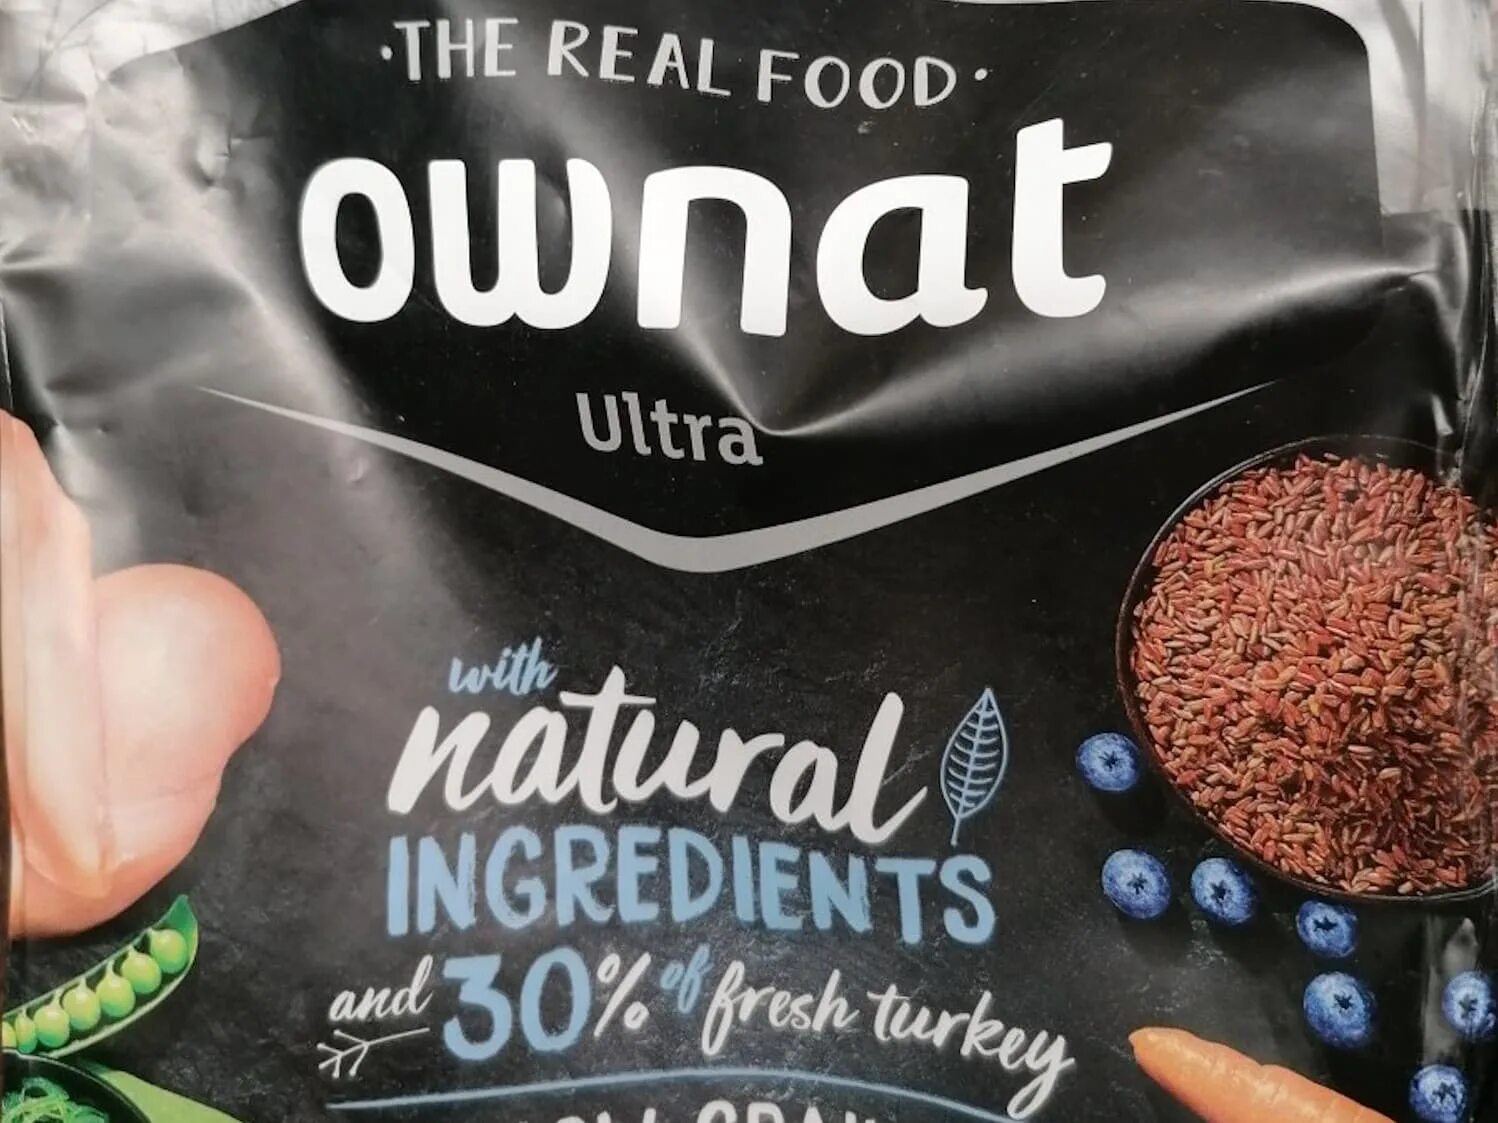 ·THE REAL FOOD·
ownat
Ultra
with
natural
INGREDIENTS
and 30% of fresh turkey